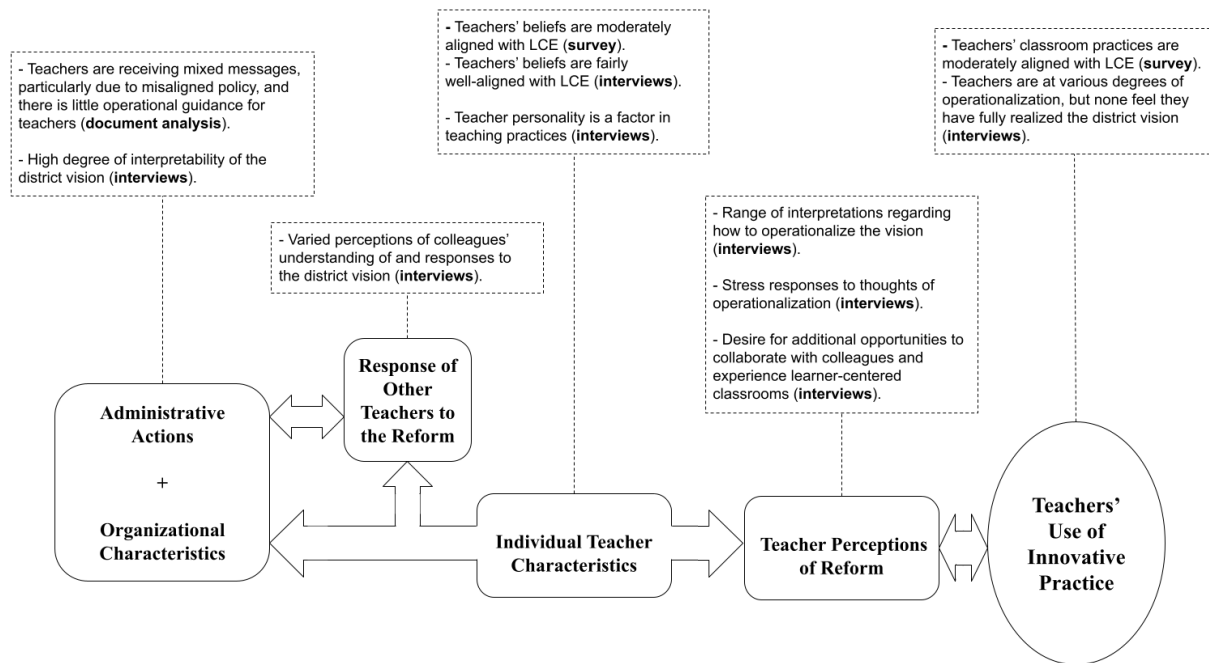 - Teachers are receiving mixed messages,
particularly due to misaligned policy, and
there is little operational guidance for
teachers (document analysis).
- High degree of interpretability of the
district vision (interviews).
- Teachers' beliefs are moderately
aligned with LCE (survey).
- Teachers' beliefs are fairly
well-aligned with LCE (interviews).
- Teacher personality is a factor in
teaching practices (interviews).
- Teachers' classroom practices are
moderately aligned with LCE (survey).
- Teachers are at various degrees of
operationalization, but none feel they
have fully realized the district vision
(interviews).
- Varied perceptions of colleagues'
understanding of and responses to
the district vision (interviews).
- Range of interpretations regarding
how to operationalize the vision
(interviews).
- Stress responses to thoughts of
operationalization (interviews).
- Desire for additional opportunities to
collaborate with colleagues and
experience learner-centered
classrooms (interviews).
Administrative
Actions
+
Organizational
Characteristics
Response of
Other
Teachers to
the Reform
Individual Teacher
Characteristics
Teacher Perceptions
of Reform
Teachers'
Use of
Innovative
Practice